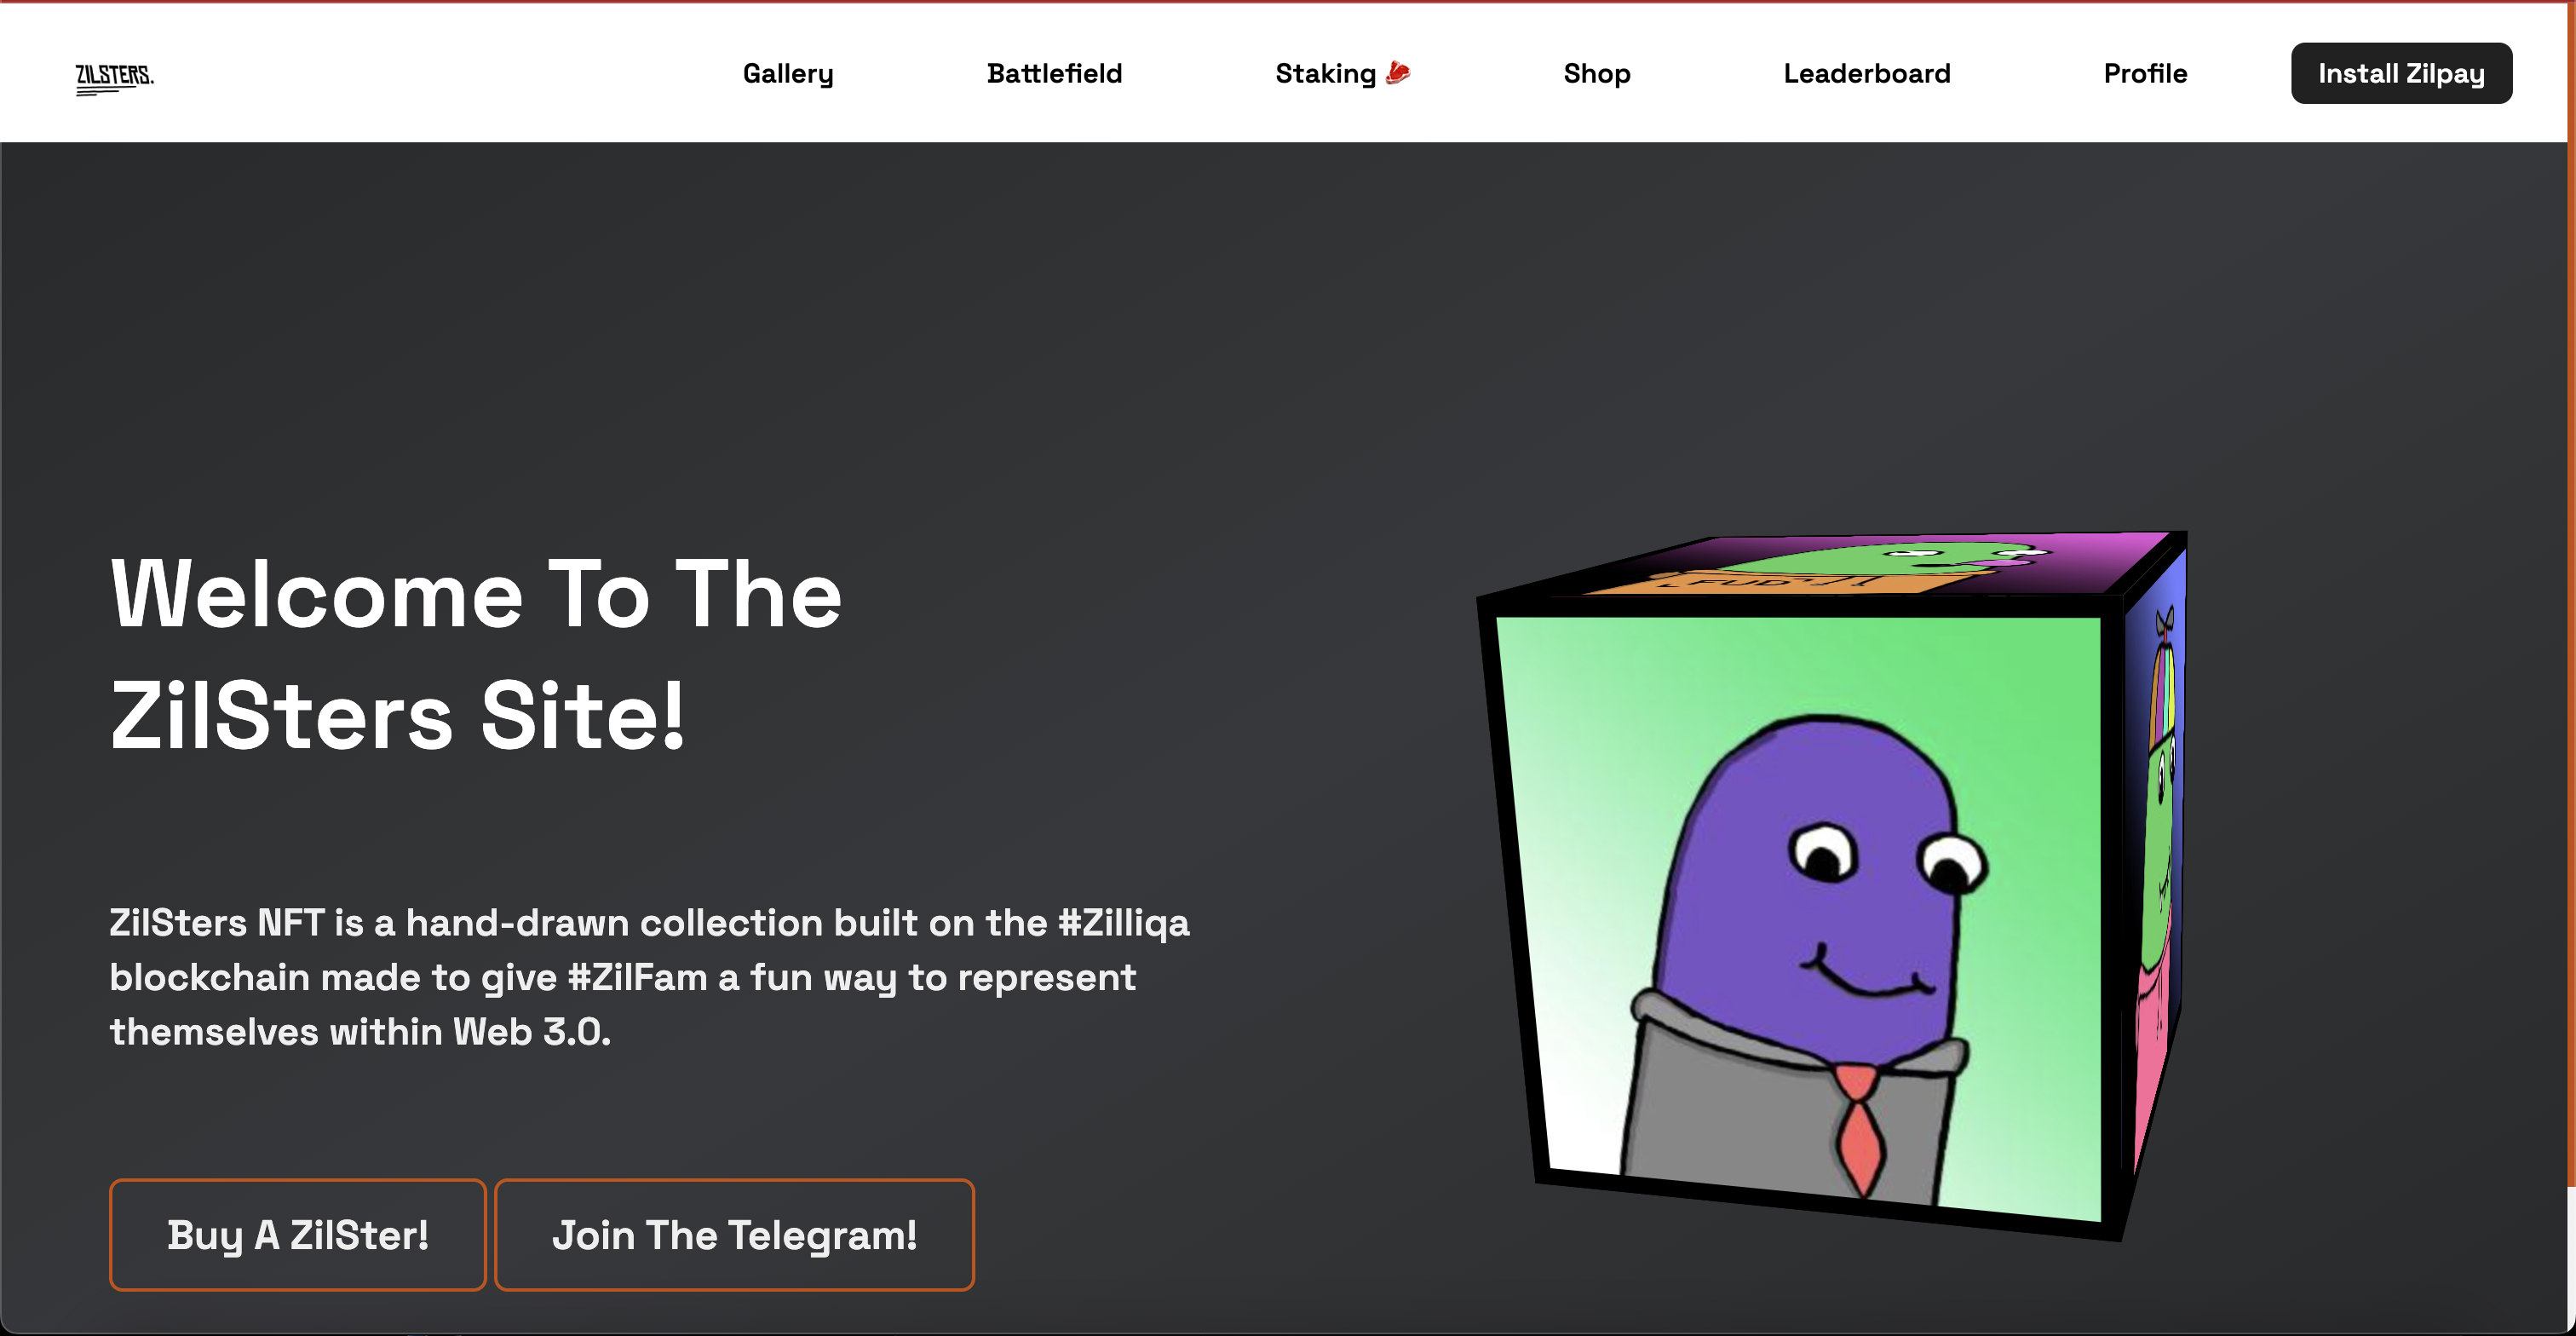 ZILSTERS.
Gallery
Battlefield
Staking 🥩
Shop
Leaderboard
Profile
Install Zilpay
Welcome To The
ZilSters Site!
ZilSters NFT is a hand-drawn collection built on the #Zilliqa
blockchain made to give #ZilFam a fun way to represent
themselves within Web 3.0.
Buy A ZilSter!
Join The Telegram!
FUD